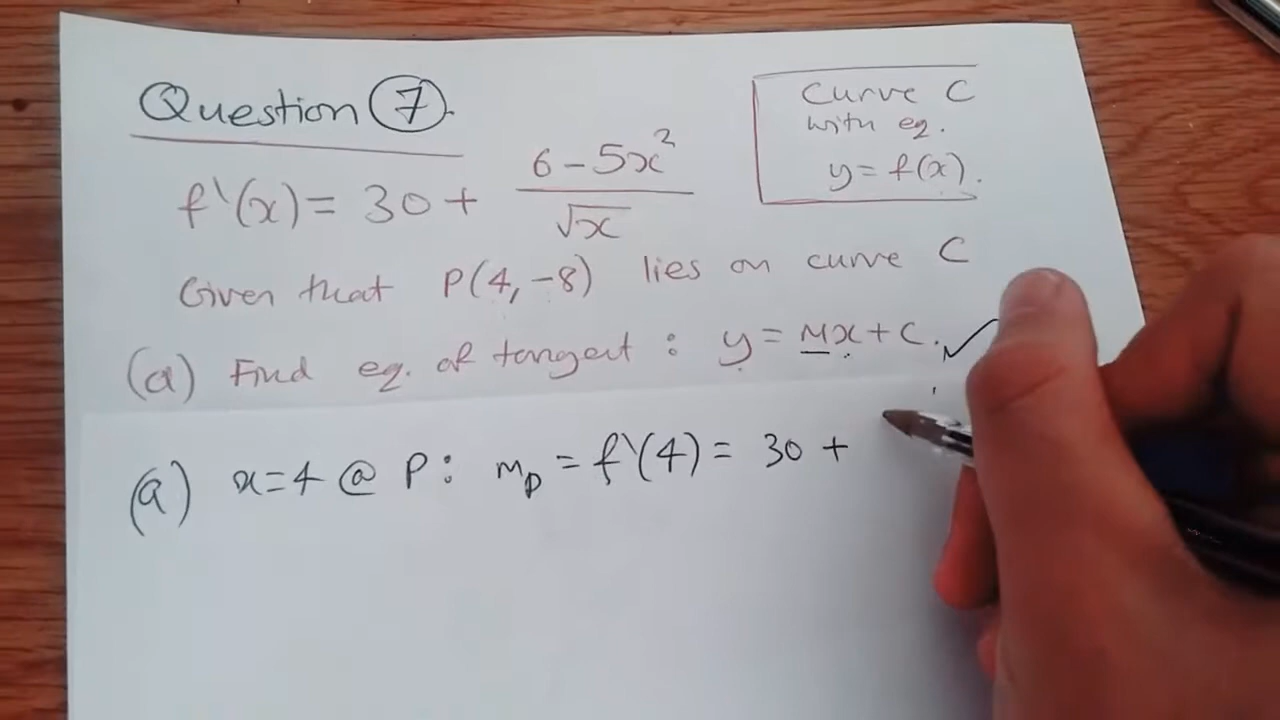 Question 7.
Curve C
with eq.
y = f(x).
f'(x) = 30 + (6 - 5x²)/√x
Given that P(4, -8) lies on curve C
(a) Find eq. of tangent : y = Mx + C. ✓
(a) x=4 @ P : m_p = f'(4) = 30 +